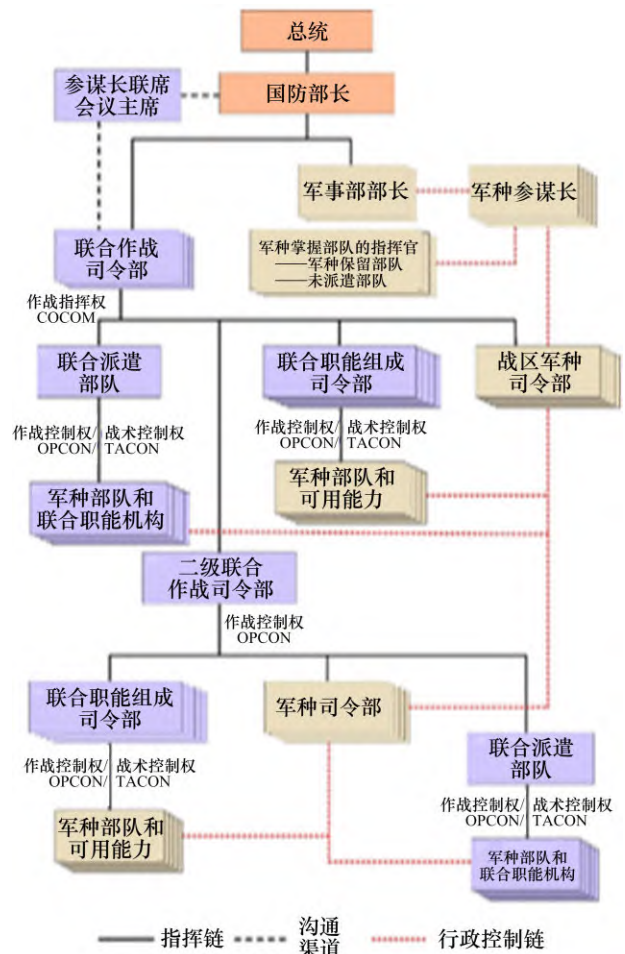 总统
参谋长联席
会议主席
国防部长
军事部部长
军种参谋长
联合作战
司令部
军种掌握部队的指挥官
——军种保留部队
——未派遣部队
作战指挥权
COCOM
联合派遣
部队
联合职能组成
司令部
战区军种
司令部
作战控制权/
OPCON/
战术控制权
TACON
作战控制权/
OPCON/
战术控制权
TACON
军种部队和
联合职能机构
军种部队和
可用能力
二级联合
作战司令部
作战控制权
OPCON
联合职能组成
司令部
军种司令部
联合派遣
部队
作战控制权/
OPCON/
战术控制权
TACON
作战控制权/
OPCON/
战术控制权
TACON
军种部队和
可用能力
军种部队和
联合职能机构
指挥链
沟通
渠道
行政控制链